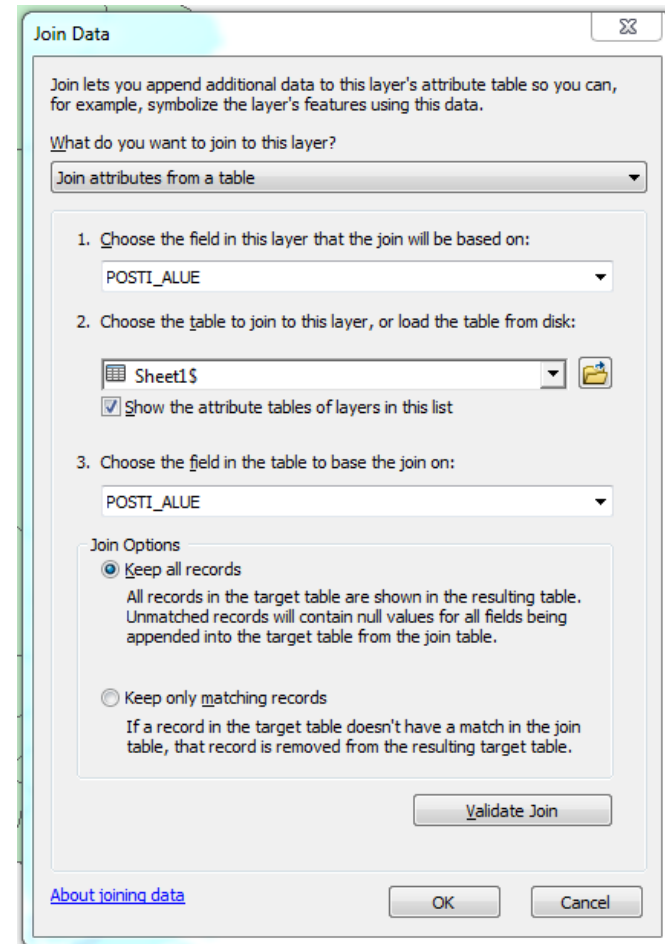 Join Data
Join lets you append additional data to this layer's attribute table so you can,
for example, symbolize the layer's features using this data.
What do you want to join to this layer?
Join attributes from a table
1. Choose the field in this layer that the join will be based on:
POSTI_ALUE
2. Choose the table to join to this layer, or load the table from disk:
Sheet1$
Show the attribute tables of layers in this list
3. Choose the field in the table to base the join on:
POSTI_ALUE
Join Options
Keep all records
All records in the target table are shown in the resulting table.
Unmatched records will contain null values for all fields being
appended into the target table from the join table.
Keep only matching records
If a record in the target table doesn't have a match in the join
table, that record is removed from the resulting target table.
Validate Join
About joining data
OK
Cancel